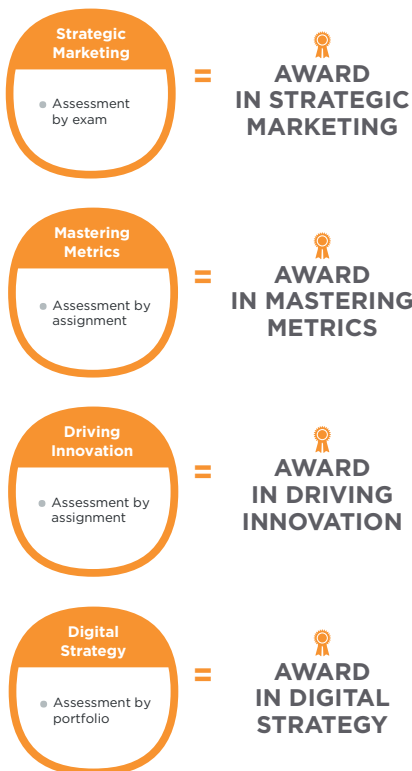 Strategic
Marketing
Assessment
by exam
=
AWARD
IN STRATEGIC
MARKETING
Mastering
Metrics
Assessment by
assignment
=
AWARD
IN MASTERING
METRICS
Driving
Innovation
Assessment by
assignment
=
AWARD
IN DRIVING
INNOVATION
Digital
Strategy
Assessment by
portfolio
=
AWARD
IN DIGITAL
STRATEGY